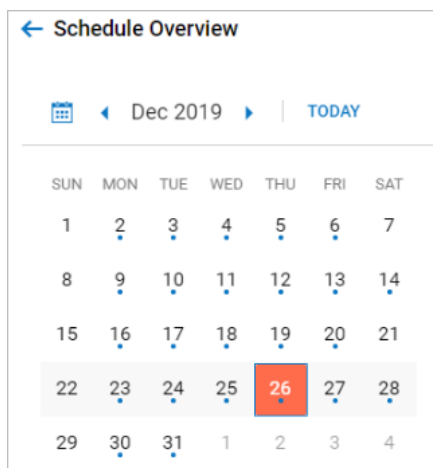 Schedule Overview
Dec 2019 TODAY
SUN MON TUE WED THU FRI SAT
1 2 3 4 5 6 7
8 9 10 11 12 13 14
15 16 17 18 19 20 21
22 23 24 25 26 27 28
29 30 31 1 2 3 4